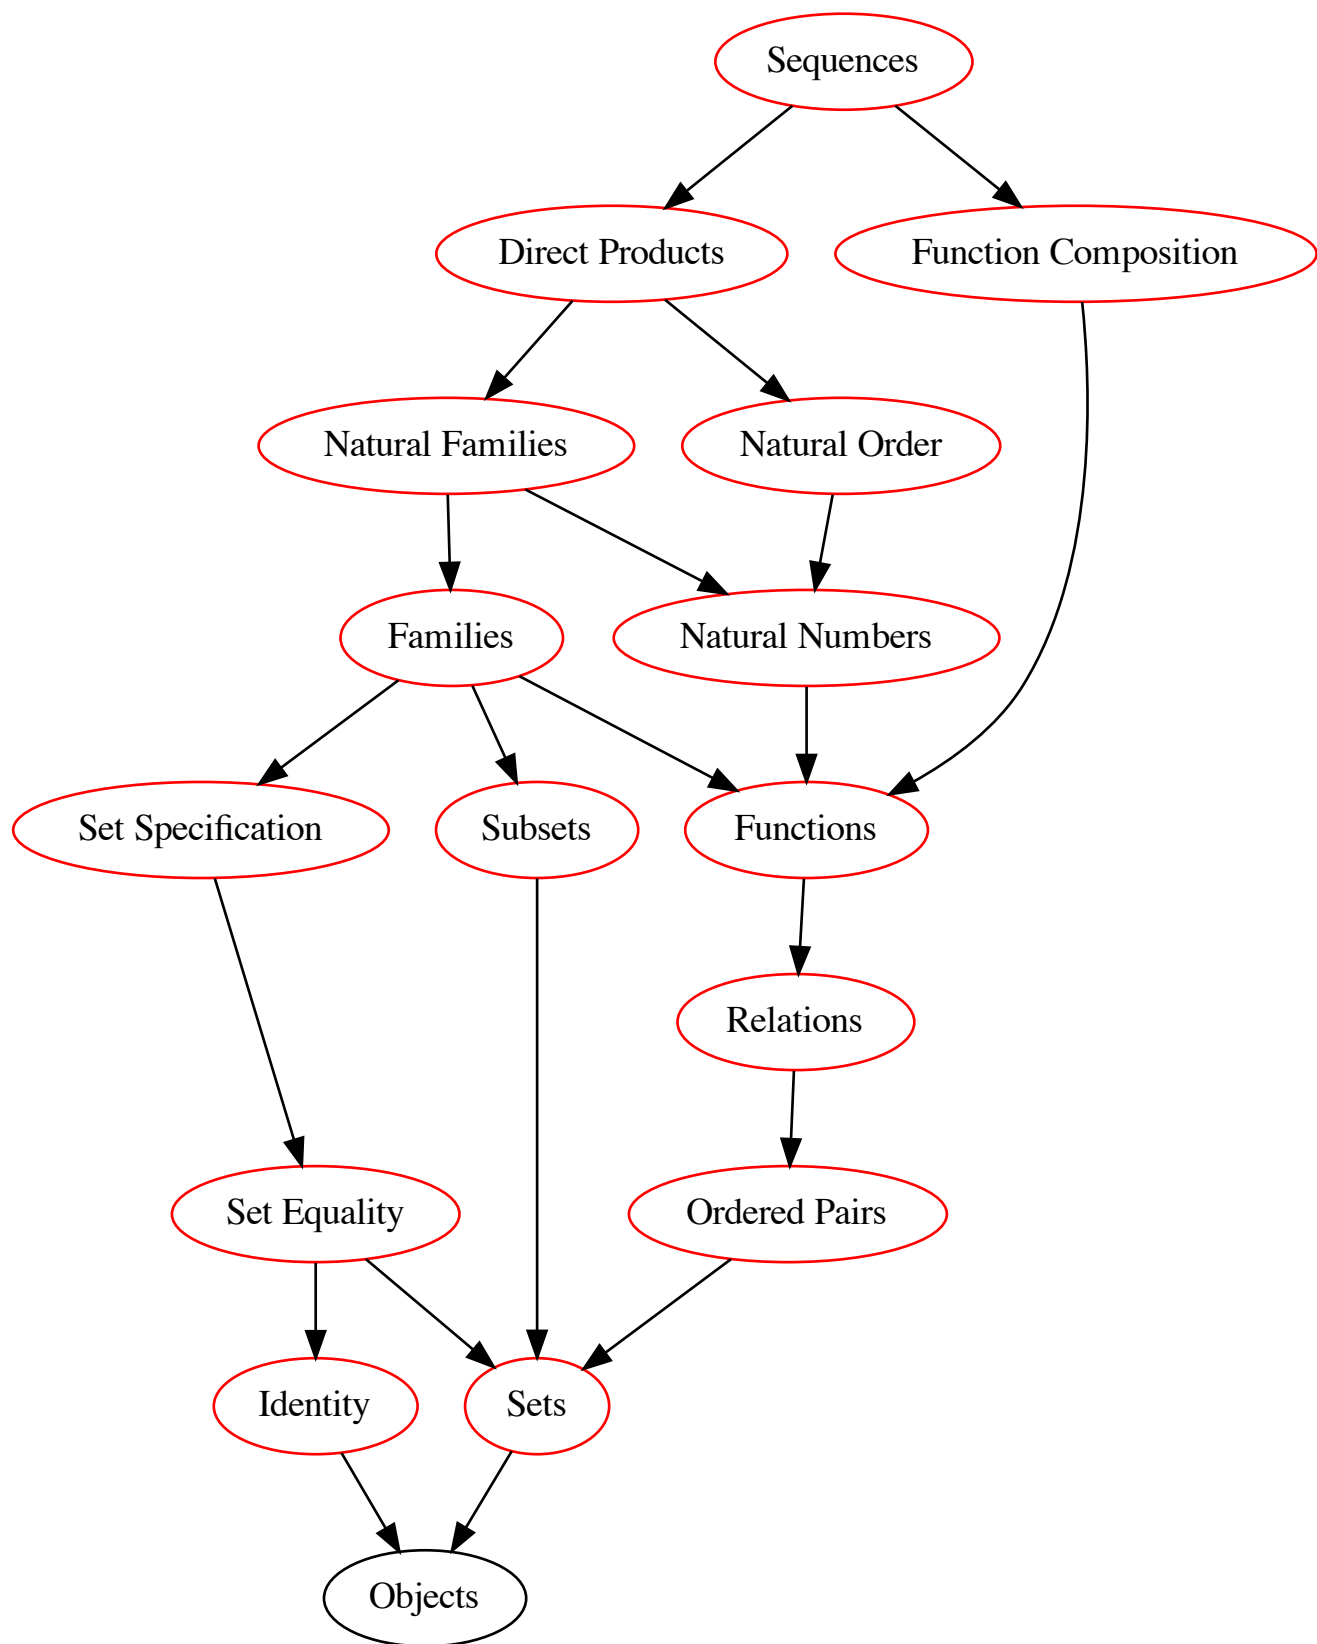 Sequences
Direct Products
Function Composition
Natural Families
Natural Order
Families
Natural Numbers
Set Specification
Subsets
Functions
Relations
Set Equality
Ordered Pairs
Identity
Sets
Objects